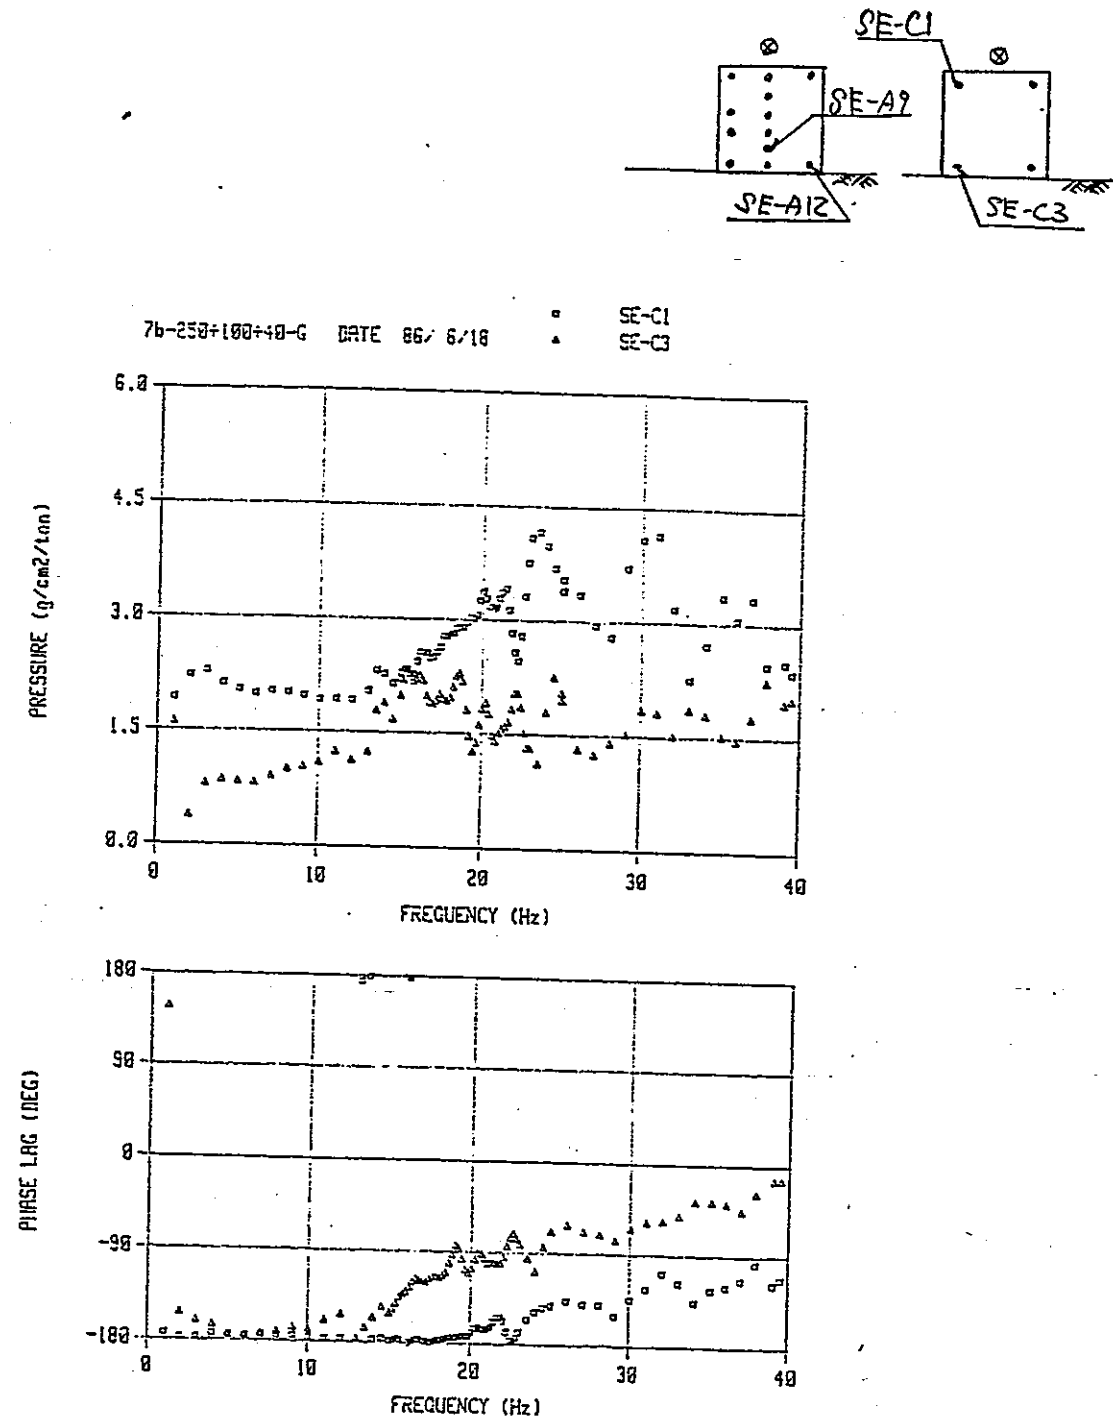 SE-C1
SE-A9
SE-A12
SE-C3
7b-250+100+40-G DATE 86/ 6/18
SE-C1
SE-C3
6.0
4.5
3.0
1.5
0.0
PRESSURE (g/cm2/ton)
0 10 20 30 40
FREQUENCY (Hz)
180
90
0
-90
-180
PHASE LAG (DEG)
0 10 20 30 40
FREQUENCY (Hz)